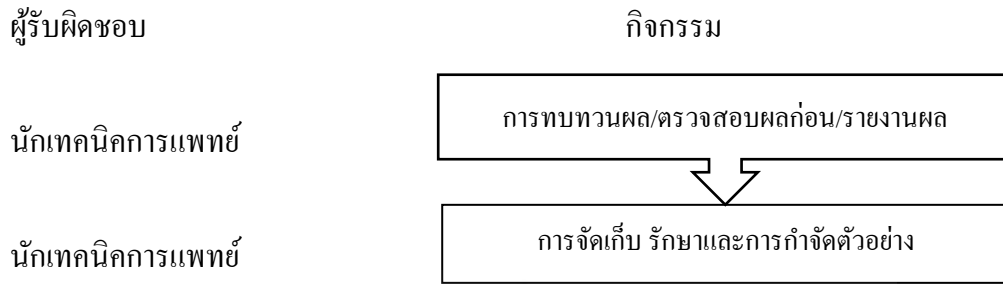 ผู้รับผิดชอบ กิจกรรม
นักเทคนิคการแพทย์ การทบทวนผล/ตรวจสอบผลก่อน/รายงานผล
นักเทคนิคการแพทย์ การจัดเก็บ รักษาและการกำจัดตัวอย่าง